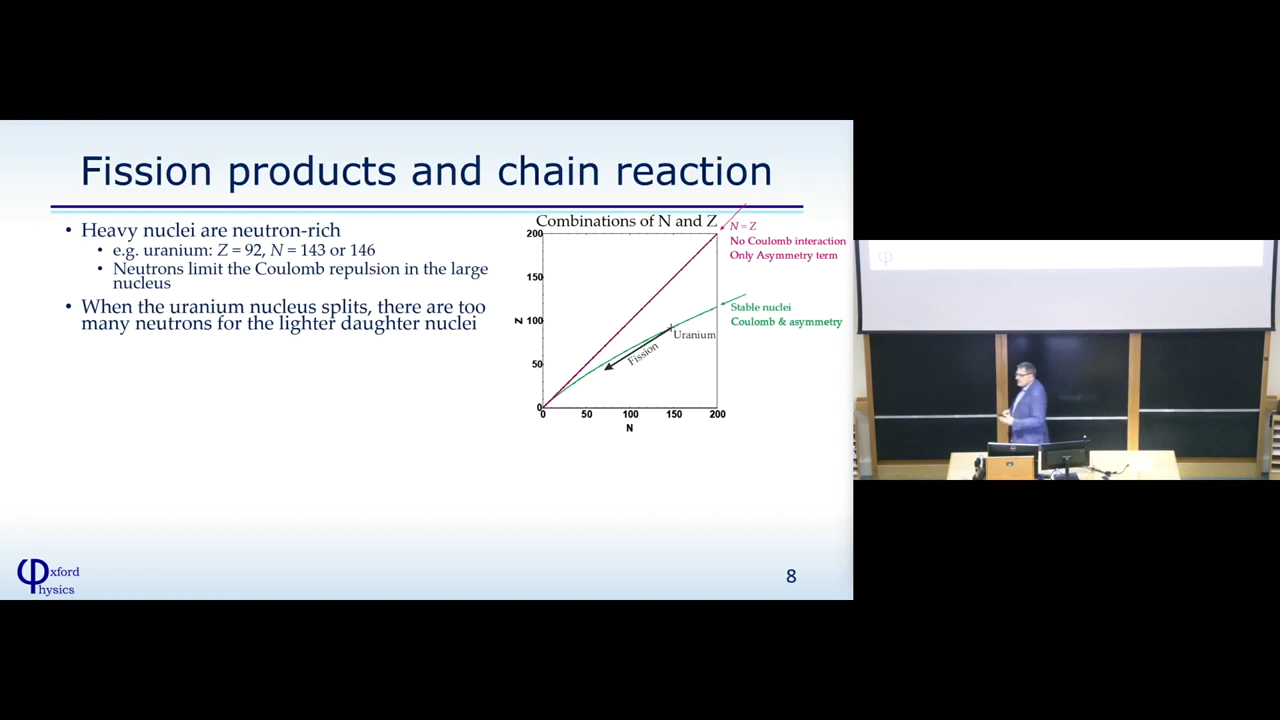 Fission products and chain reaction
• Heavy nuclei are neutron-rich
• e.g. uranium: Z = 92, N = 143 or 146
• Neutrons limit the Coulomb repulsion in the large
nucleus
• When the uranium nucleus splits, there are too
many neutrons for the lighter daughter nuclei
Combinations of N and Z
200
150
100
50
0
Z
0 50 100 150 200
N
N = Z
No Coulomb interaction
Only Asymmetry term
Stable nuclei
Coulomb & asymmetry
Uranium
Fission
φxford
Physics
8
φ